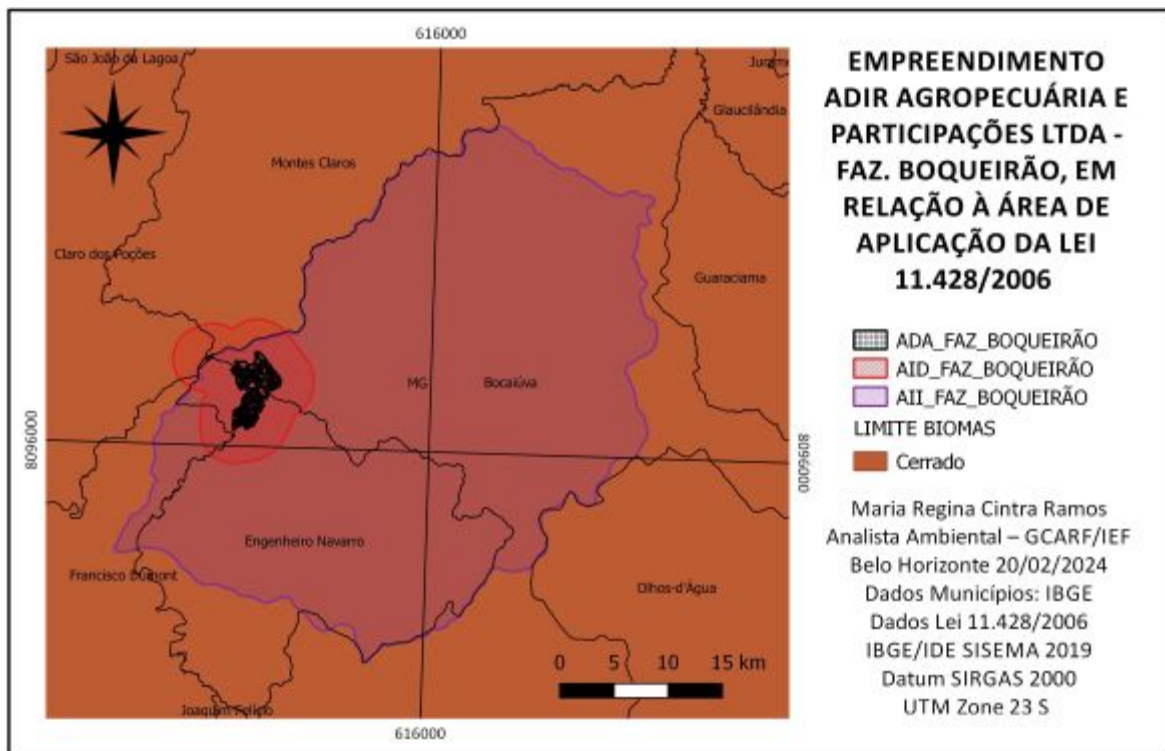 616000
São João da Lagoa
Glaucilândia
Montes Claros
Claro dos Poções
Guaraciama
MG
Bocaiúva
8096000
8096000
Engenheiro Navarro
Francisco Dumont
Olhos-d'Água
0 5 10 15 km
616000
EMPREENDIMENTO
ADIR AGROPECUÁRIA E
PARTICIPAÇÕES LTDA -
FAZ. BOQUEIRÃO, EM
RELAÇÃO À ÁREA DE
APLICAÇÃO DA LEI
11.428/2006
ADA_FAZ_BOQUEIRÃO
AID_FAZ_BOQUEIRÃO
AII_FAZ_BOQUEIRÃO
LIMITE BIOMAS
Cerrado
Maria Regina Cintra Ramos
Analista Ambiental – GCARF/IEF
Belo Horizonte 20/02/2024
Dados Municípios: IBGE
Dados Lei 11.428/2006
IBGE/IDE SISEMA 2019
Datum SIRGAS 2000
UTM Zone 23 S